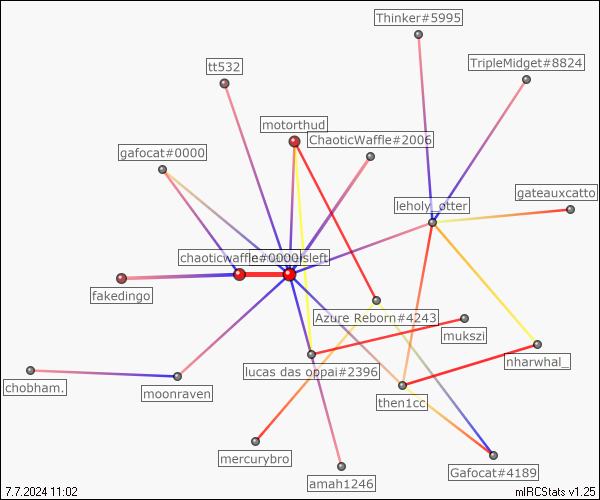 Thinker#5995
TripleMidget#8824
tt532
motorthud
ChaoticWaffle#2006
gafocat#0000
gateauxcatto
leholy_otter
chaoticwaffle#0000
sleft
fakedingo
Azure Reborn#4243
mukszi
nharwhal_
lucas das oppai#2396
chobham.
moonraven
then1cc
mercurybro
Gafocat#4189
amah1246
7.7.2024 11:02
mIRCStats v1.25